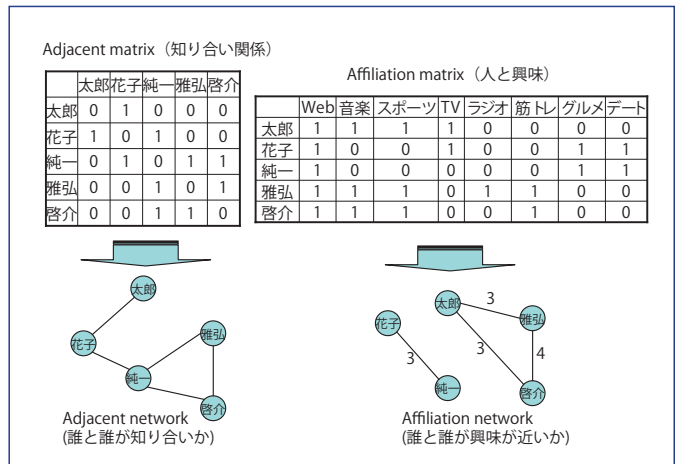 Adjacent matrix（知り合い関係）
太郎 花子 純一 雅弘 啓介
太郎 0 1 0 0 0
花子 1 0 1 0 0
純一 0 1 0 1 1
雅弘 0 0 1 0 1
啓介 0 0 1 1 0
Affiliation matrix（人と興味）
Web 音楽 スポーツ TV ラジオ 筋トレ グルメ デート
太郎 1 1 1 1 0 0 0 0
花子 1 0 0 1 0 0 1 1
純一 1 0 0 0 0 0 1 1
雅弘 1 1 1 0 1 1 0 0
啓介 1 1 1 0 0 1 0 0
太郎
花子
雅弘
純一
啓介
Adjacent network
(誰と誰が知り合いか)
太郎
3
雅弘
花子
3
3
4
純一
啓介
Affiliation network
(誰と誰が興味が近いか)